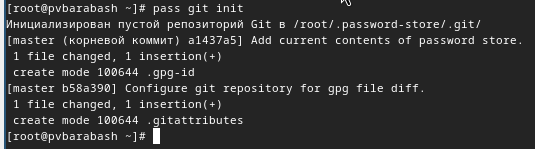 [root@pvbarabash ~]# pass git init
Инициализирован пустой репозиторий Git в /root/.password-store/.git/
[master (корневой коммит) a1437a5] Add current contents of password store.
 1 file changed, 1 insertion(+)
 create mode 100644 .gpg-id
[master b58a390] Configure git repository for gpg file diff.
 1 file changed, 1 insertion(+)
 create mode 100644 .gitattributes
[root@pvbarabash ~]#